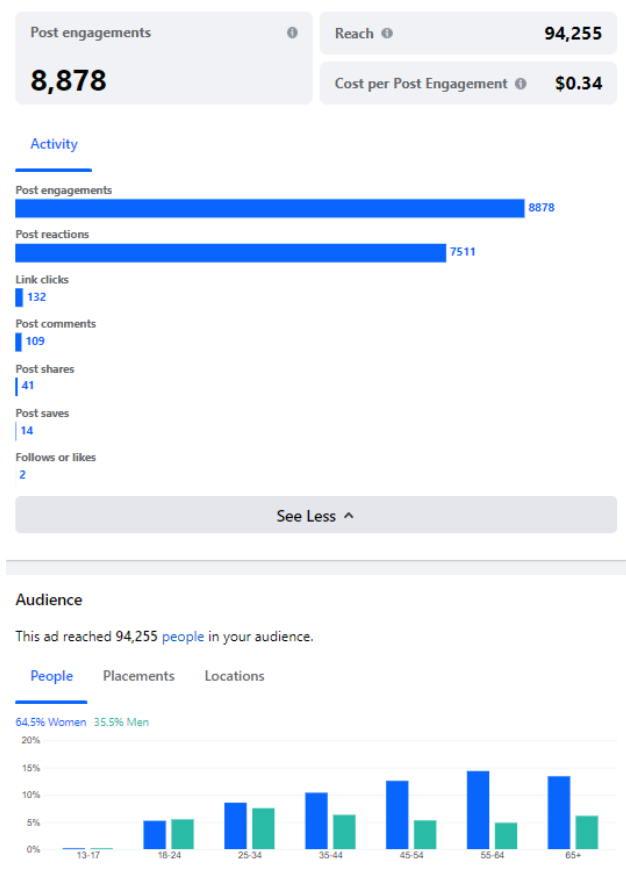 Post engagements
8,878
Reach 94,255
Cost per Post Engagement $0.34
Activity
Post engagements
8878
Post reactions
7511
Link clicks
132
Post comments
109
Post shares
41
Post saves
14
Follows or likes
2
See Less
Audience
This ad reached 94,255 people in your audience.
People Placements Locations
64.5% Women 35.5% Men
20%
15%
10%
5%
0%
13-17 18-24 25-34 35-44 45-54 55-64 65+